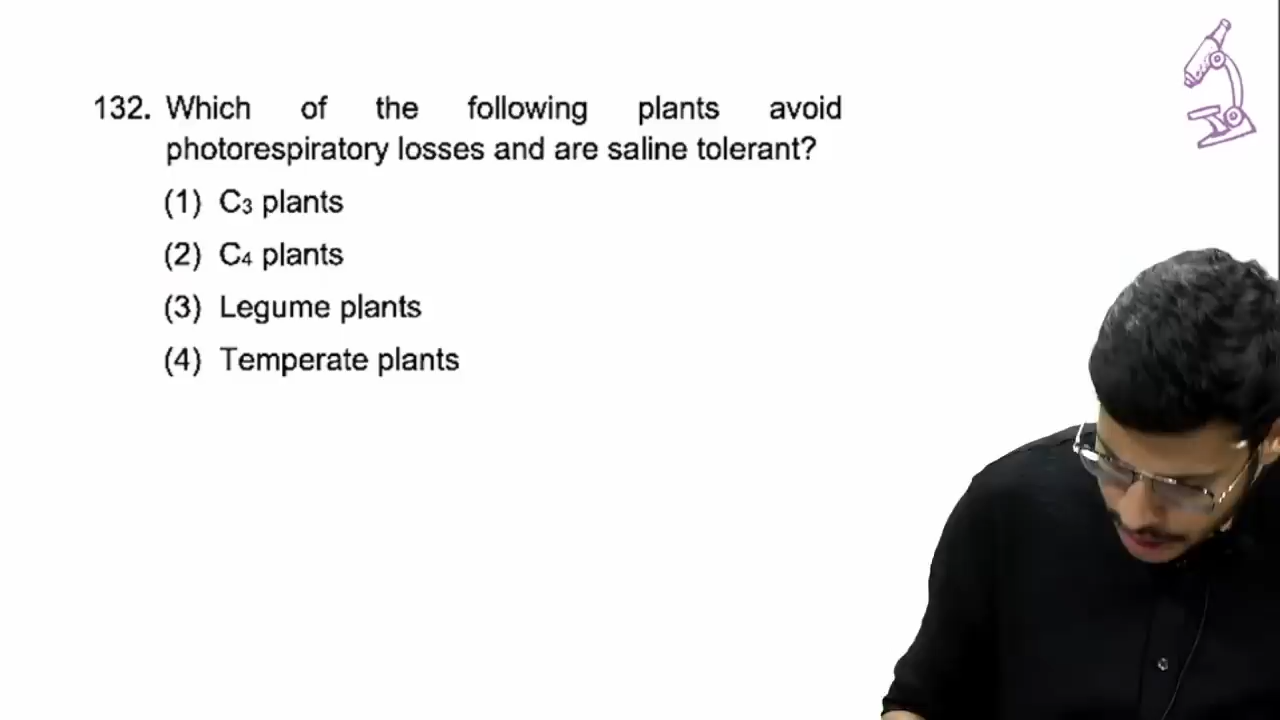 132. Which of the following plants avoid
photorespiratory losses and are saline tolerant?
(1) C₃ plants
(2) C₄ plants
(3) Legume plants
(4) Temperate plants